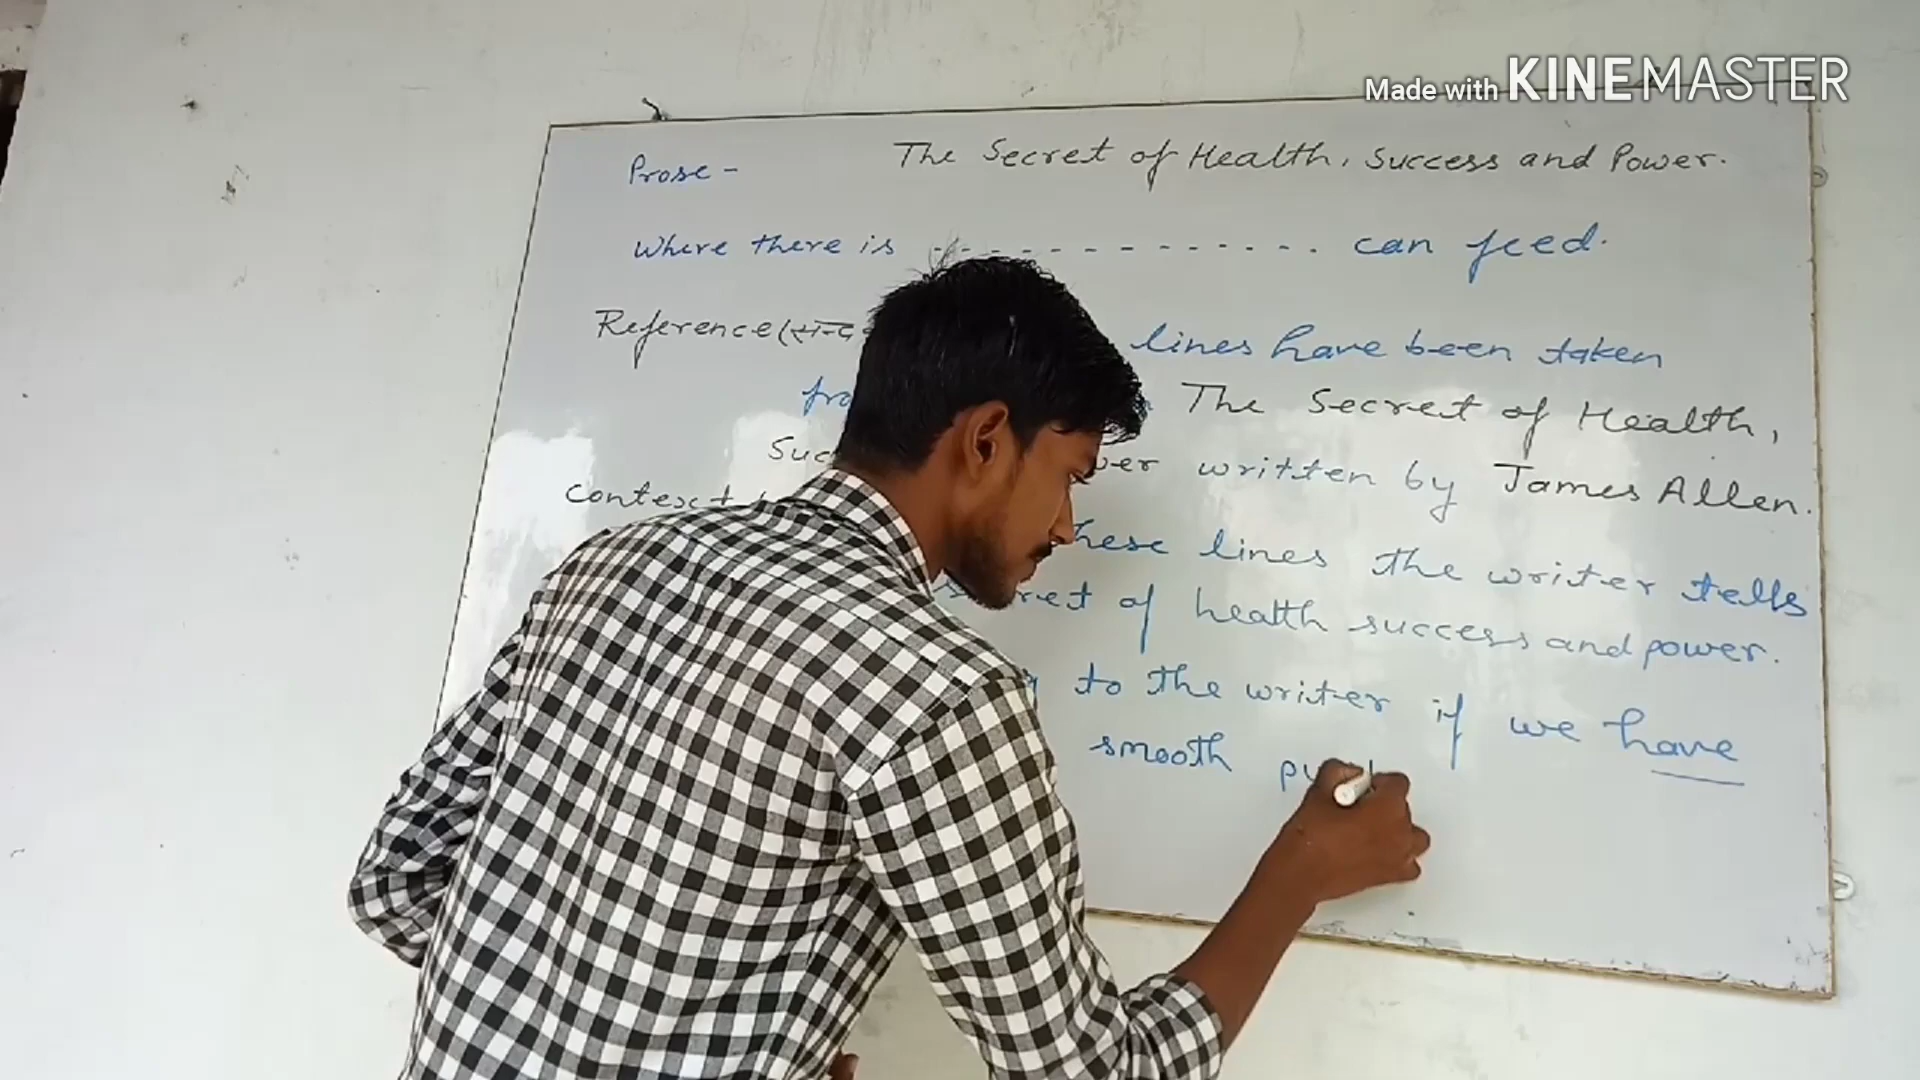 Made with KINEMASTER
Prose - The Secret of Health, Success and Power.
Where there is - - - - - - - - - - - - can feed.
Reference ( lines have been taken
The Secret of Health,
written by James Allen.
context
these lines the writer tells
of health success and power.
to the writer if we have
smooth